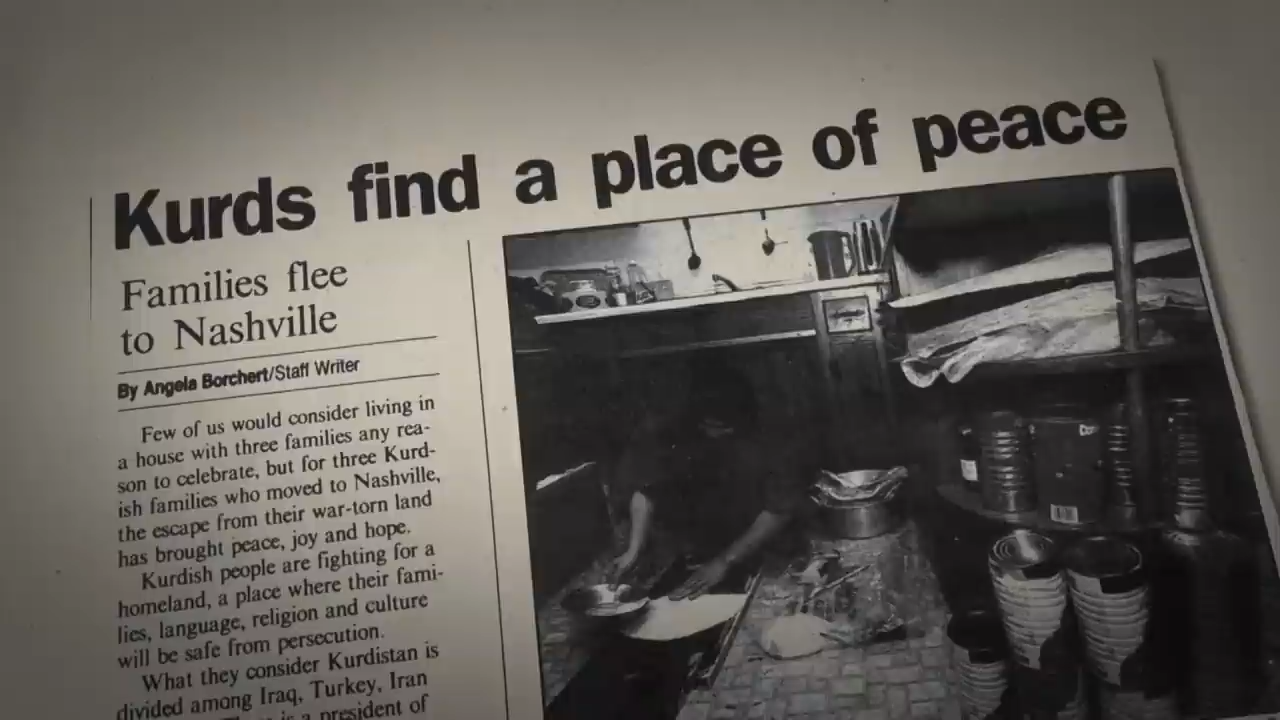 Kurds find a place of peace
Families flee
to Nashville
By Angela Borchert/Staff Writer
Few of us would consider living in
a house with three families any rea-
son to celebrate, but for three Kurd-
ish families who moved to Nashville,
the escape from their war-torn land
has brought peace, joy and hope.
Kurdish people are fighting for a
homeland, a place where their fami-
lies, language, religion and culture
will be safe from persecution.
What they consider Kurdistan is
divided among Iraq, Turkey, Iran
is a president of